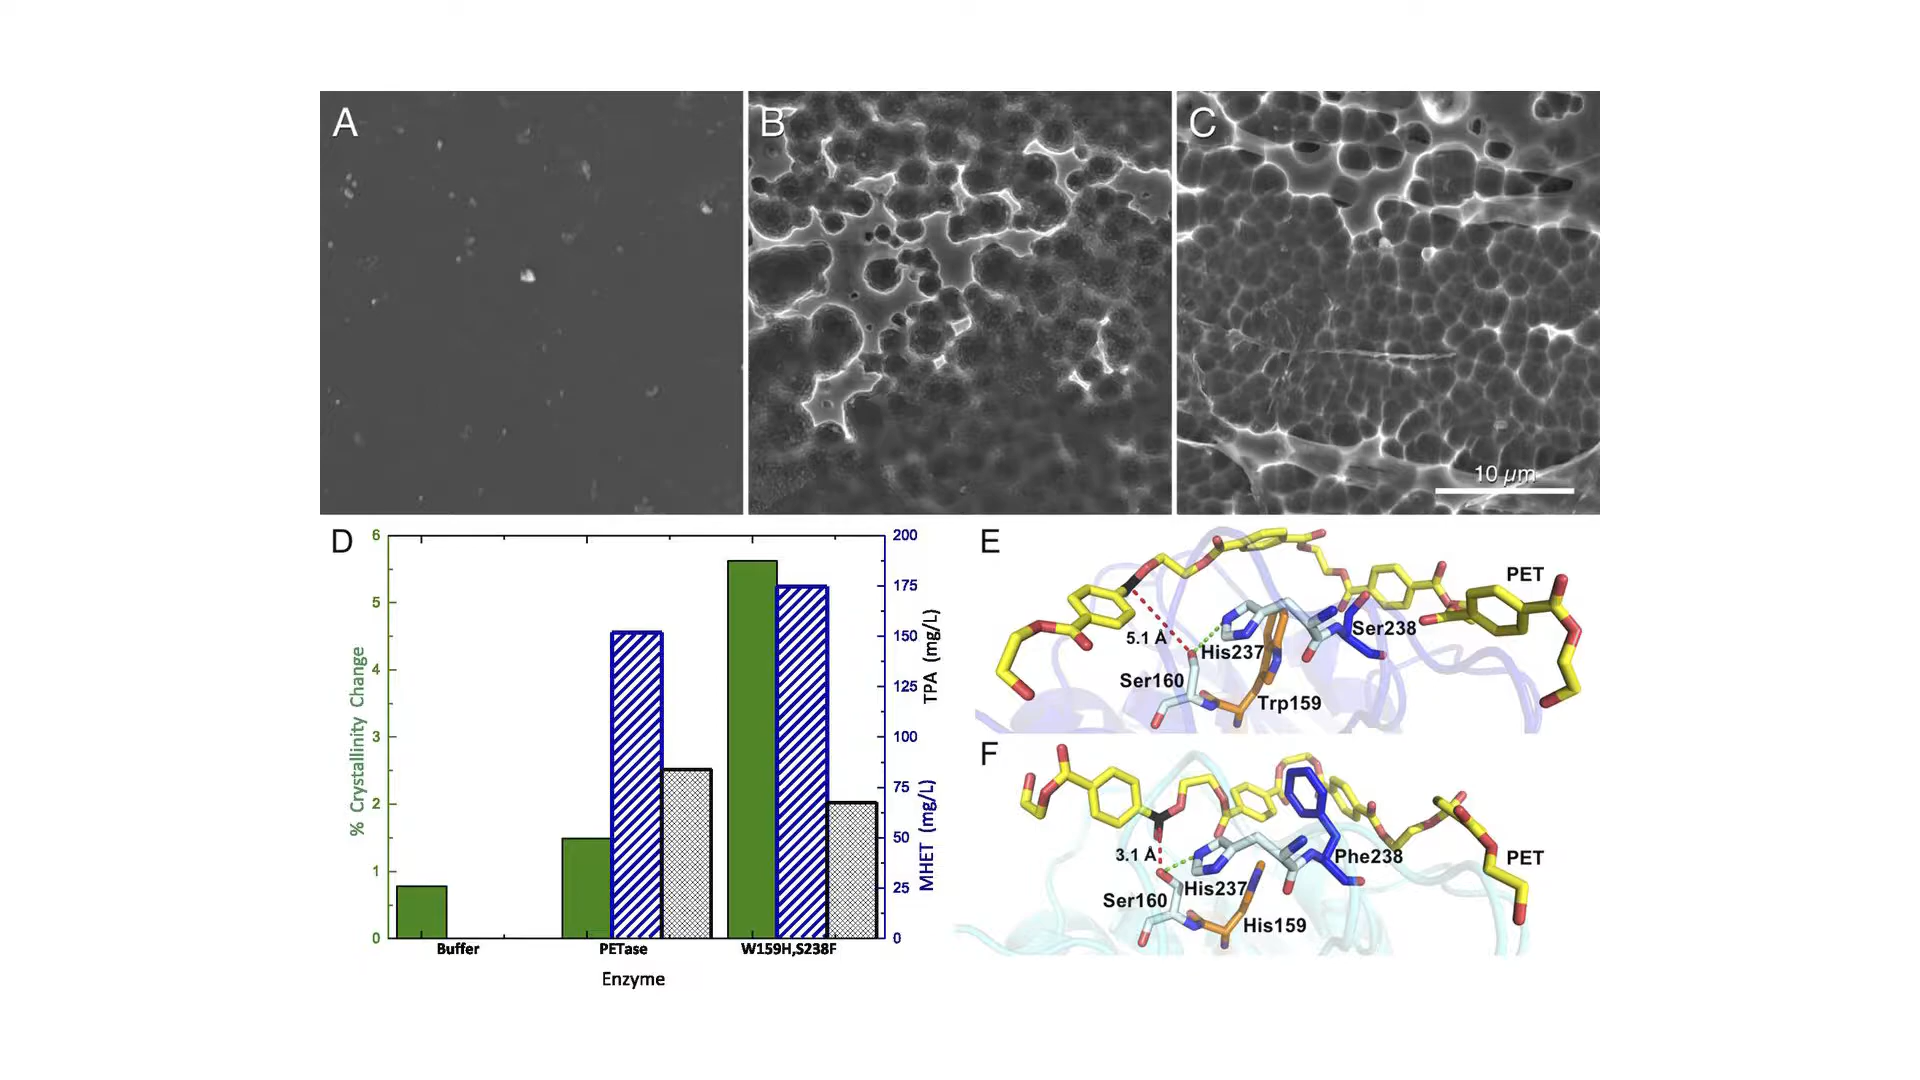 A
B
C
10 µm
D
% Crystallinity Change
6
5
4
3
2
1
0
200
175
150
125
100
75
50
25
0
TPA (mg/L)
MHET (mg/L)
Buffer
PETase
W159H,S238F
Enzyme
E
PET
5.1 Å
Ser238
His237
Ser160
Trp159
F
3.1 Å
Phe238
PET
His237
Ser160
His159